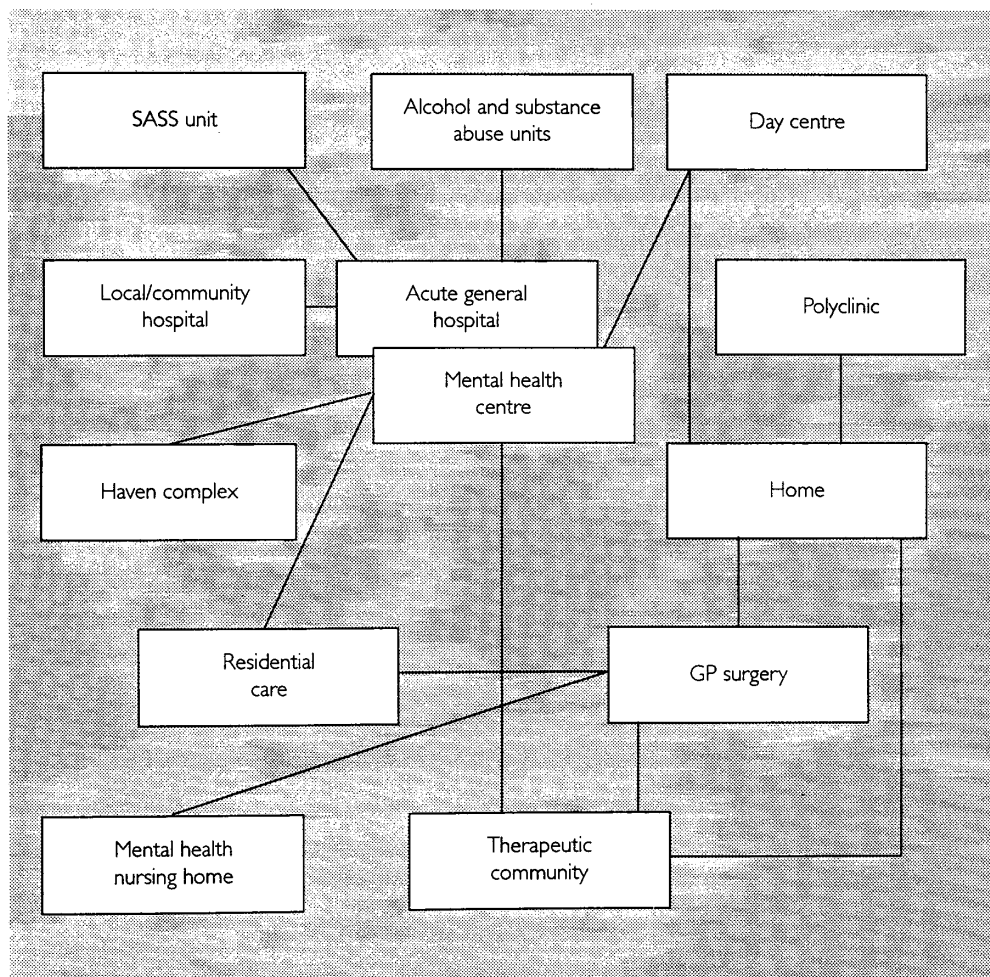 SASS unit
Alcohol and substance
abuse units
Day centre
Local/community
hospital
Acute general
hospital
Polyclinic
Mental health
centre
Haven complex
Home
Residential
care
GP surgery
Mental health
nursing home
Therapeutic
community